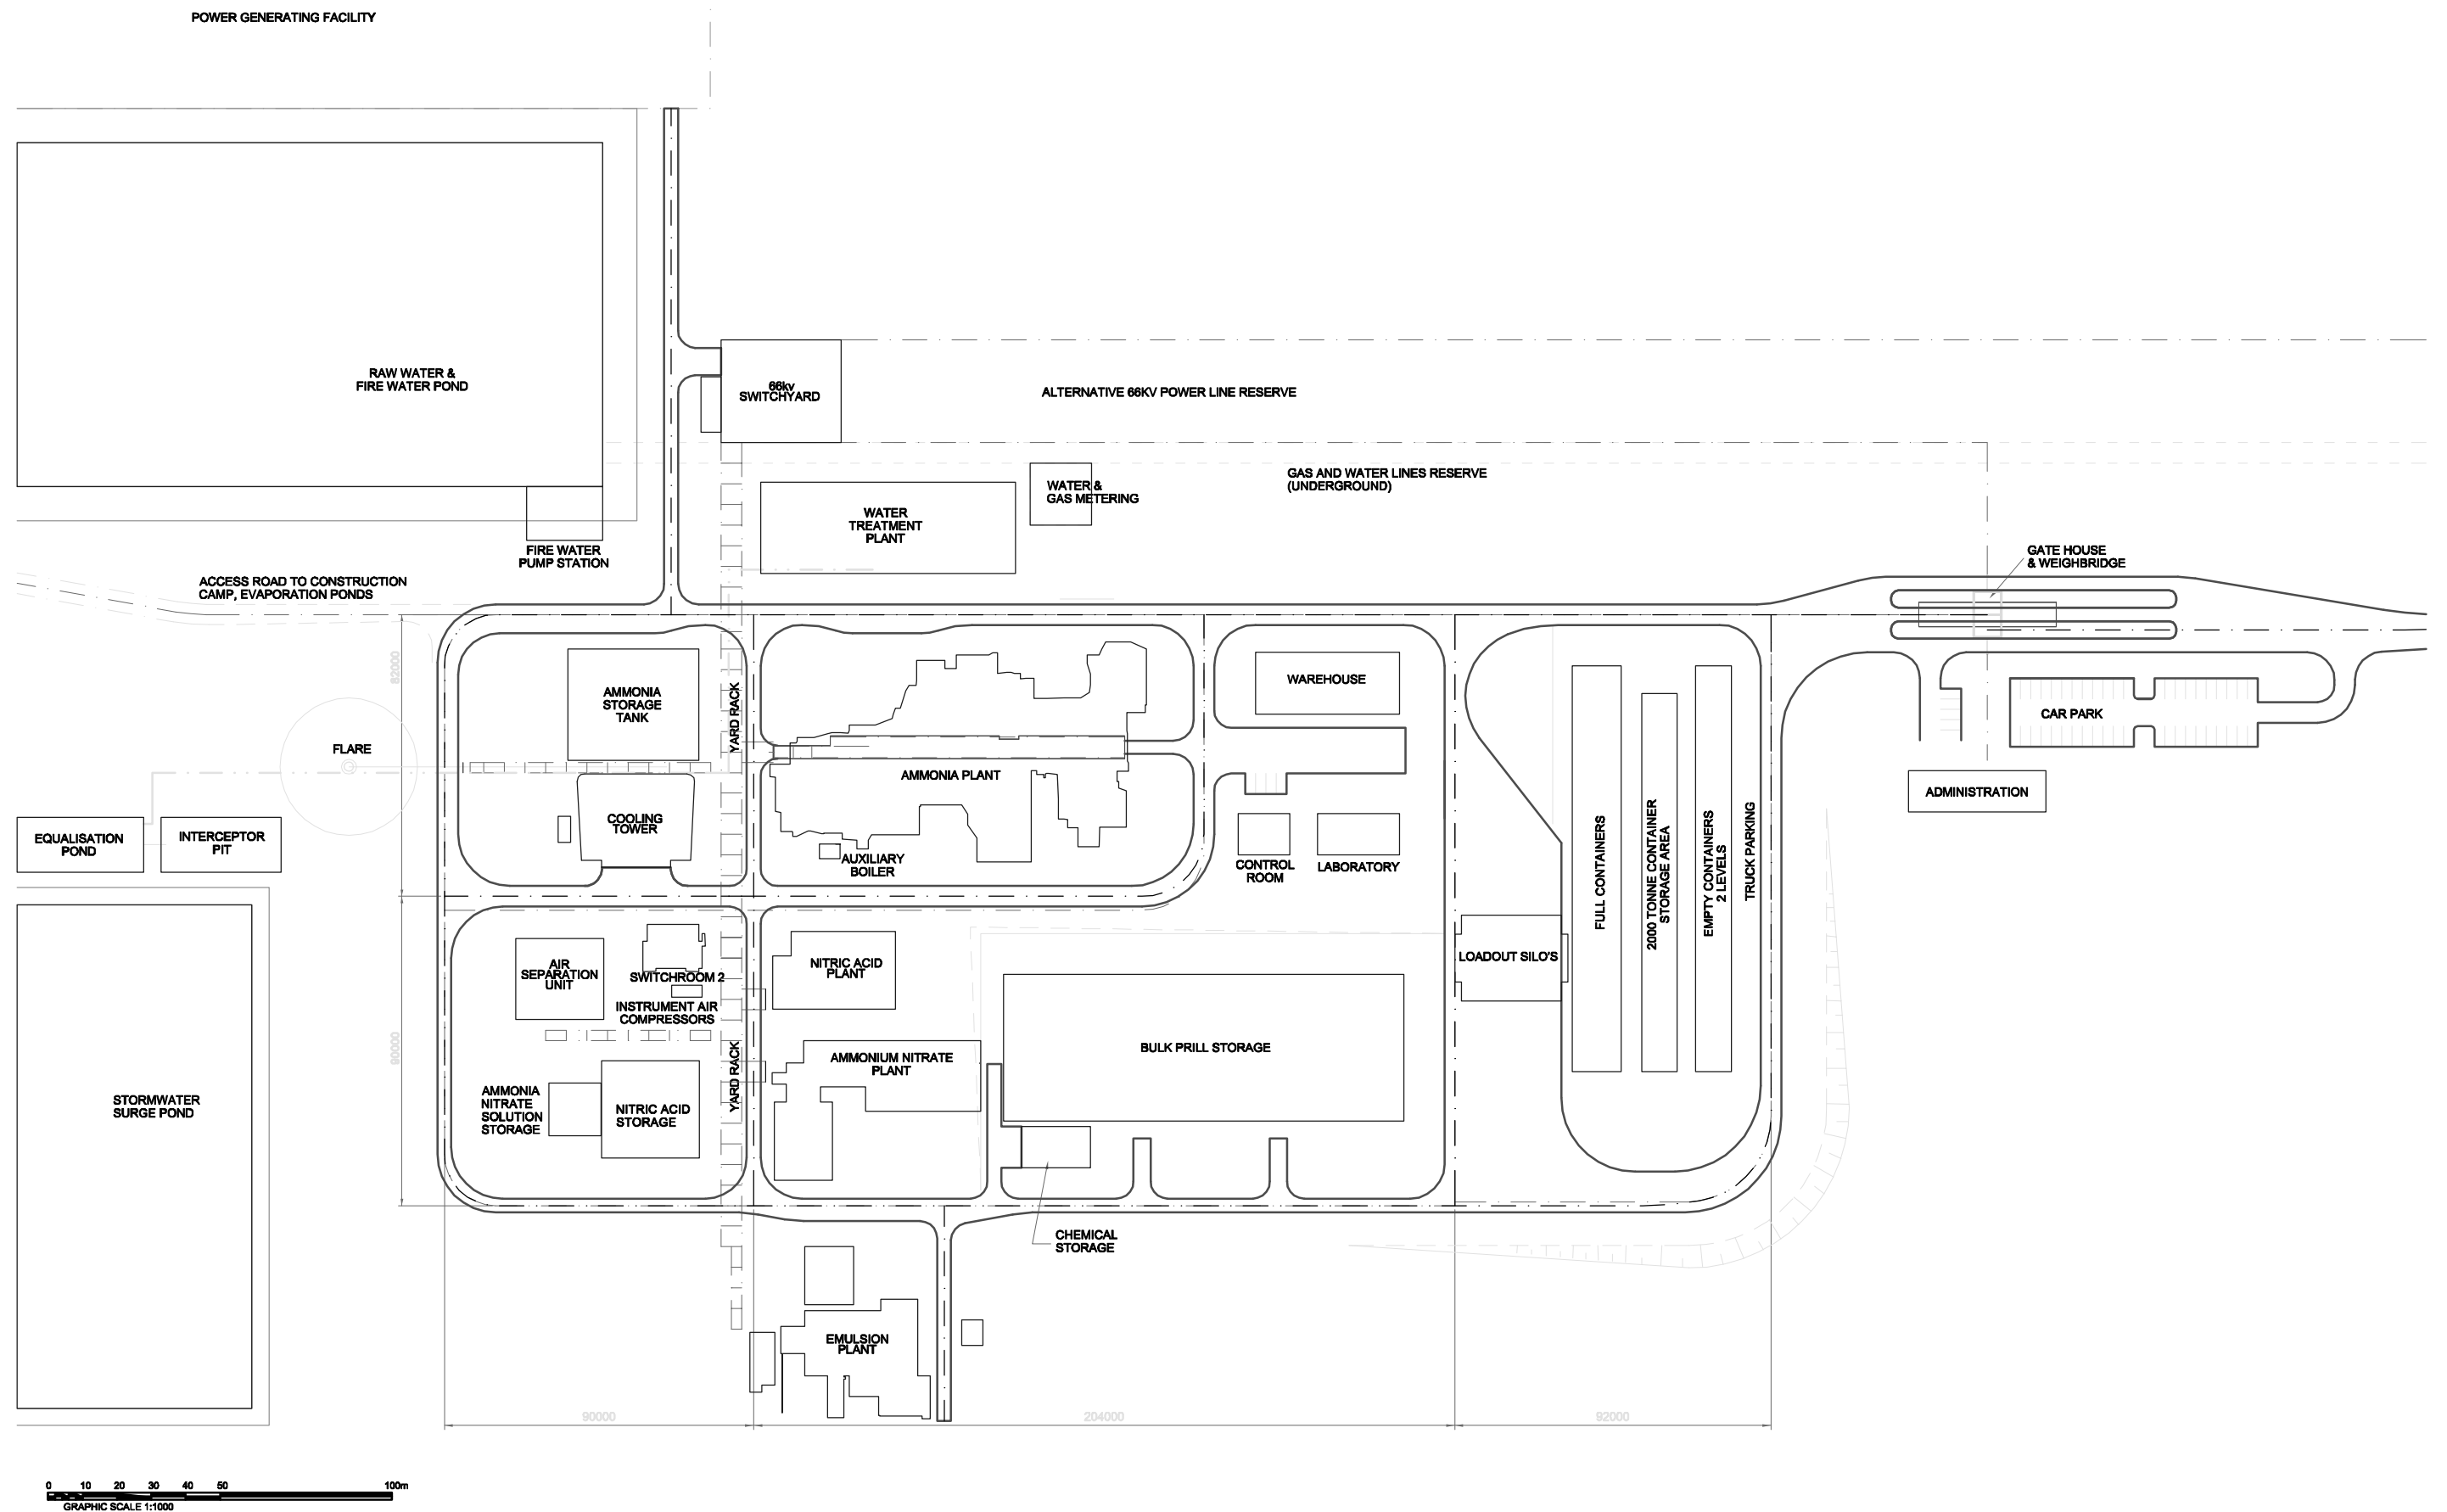 POWER GENERATING FACILITY
RAW WATER &
FIRE WATER POND
66kv
SWITCHYARD
ALTERNATIVE 66KV POWER LINE RESERVE
GAS AND WATER LINES RESERVE
(UNDERGROUND)
WATER &
GAS METERING
WATER
TREATMENT
PLANT
FIRE WATER
PUMP STATION
ACCESS ROAD TO CONSTRUCTION
CAMP, EVAPORATION PONDS
GATE HOUSE
& WEIGHBRIDGE
82000
AMMONIA
STORAGE
TANK
YARD RACK
WAREHOUSE
CAR PARK
FLARE
AMMONIA PLANT
ADMINISTRATION
COOLING
TOWER
EQUALISATION
POND
INTERCEPTOR
PIT
AUXILIARY
BOILER
CONTROL
ROOM
LABORATORY
FULL CONTAINERS
2000 TONNE CONTAINER
STORAGE AREA
EMPTY CONTAINERS
2 LEVELS
TRUCK PARKING
AIR
SEPARATION
UNIT
SWITCHROOM 2
INSTRUMENT AIR
COMPRESSORS
NITRIC ACID
PLANT
LOADOUT SILO'S
90000
YARD RACK
AMMONIUM NITRATE
PLANT
BULK PRILL STORAGE
STORMWATER
SURGE POND
AMMONIA
NITRATE
SOLUTION
STORAGE
NITRIC ACID
STORAGE
CHEMICAL
STORAGE
EMULSION
PLANT
90000
204000
92000
0 10 20 30 40 50 100m
GRAPHIC SCALE 1:1000